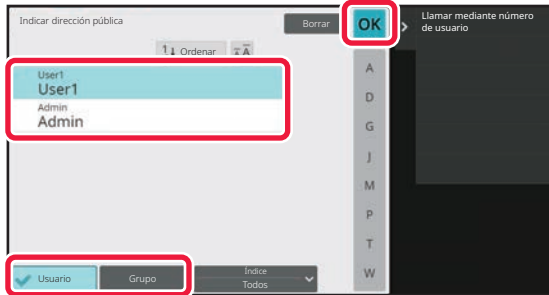 Indicar dirección pública
Borrar
OK
Llamar mediante número
de usuario
1 Ordenar
A A
User1
User1
Admin
Admin
A
D
G
J
M
P
T
W
Usuario
Grupo
Índice
Todos